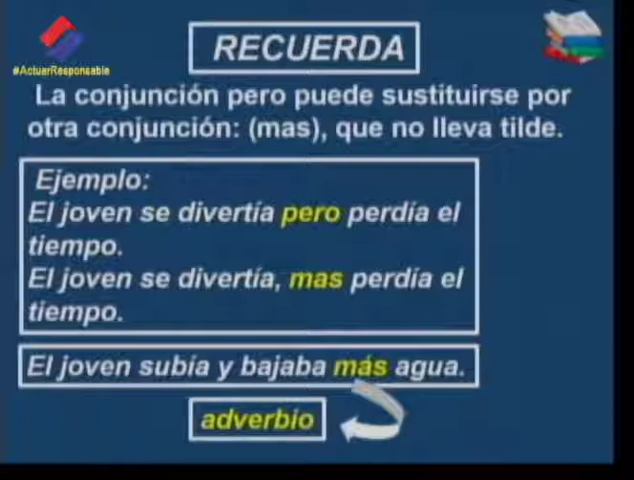 #ActuarResponsable
RECUERDA
La conjunción pero puede sustituirse por
otra conjunción: (mas), que no lleva tilde.
Ejemplo:
El joven se divertía pero perdía el
tiempo.
El joven se divertía, mas perdía el
tiempo.
El joven subía y bajaba más agua.
adverbio